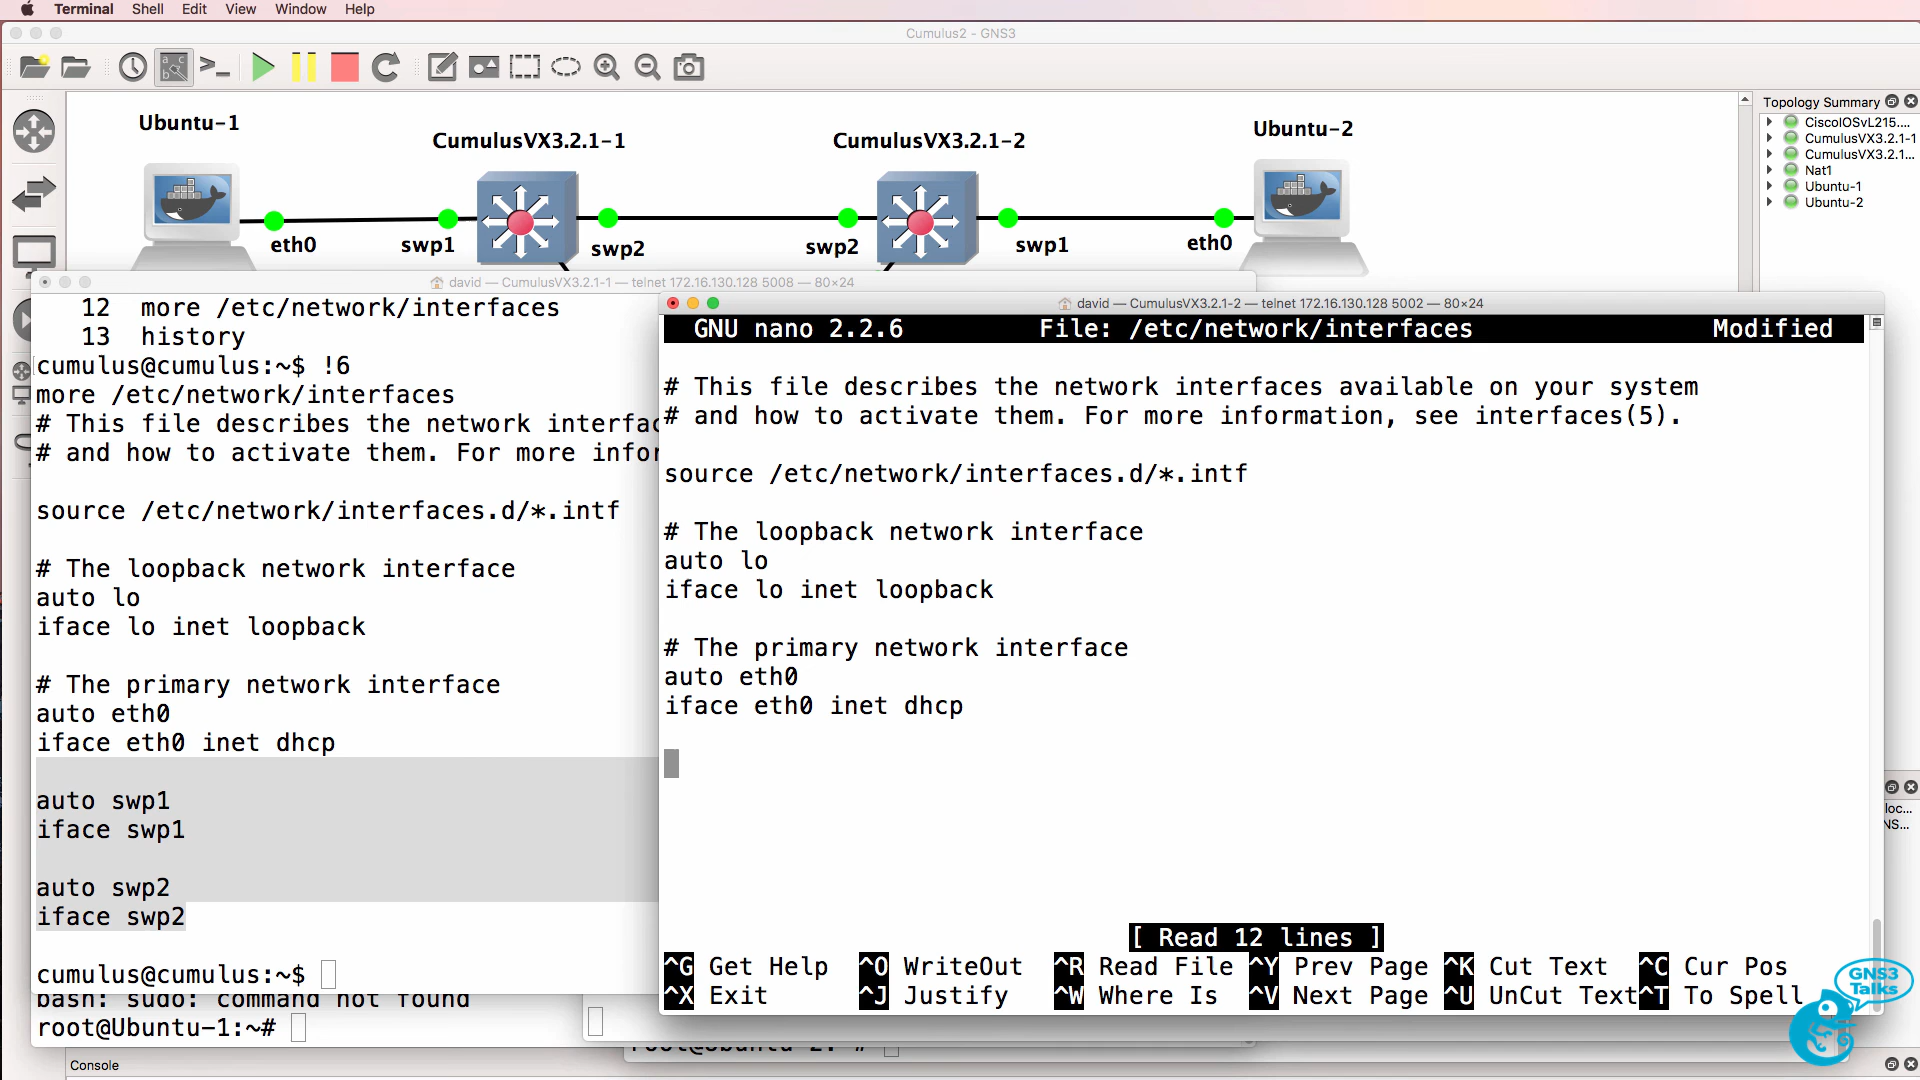 Terminal Shell Edit View Window Help
Cumulus2 - GNS3
Ubuntu-1
CumulusVX3.2.1-1
CumulusVX3.2.1-2
Ubuntu-2
eth0
swp1
swp2
swp2
swp1
eth0
Topology Summary
CiscoIOSvL215....
CumulusVX3.2.1-1
CumulusVX3.2.1...
Nat1
Ubuntu-1
Ubuntu-2
david — CumulusVX3.2.1-1 — telnet 172.16.130.128 5008 — 80×24
12 more /etc/network/interfaces
13 history
cumulus@cumulus:~$ !6
more /etc/network/interfaces
# This file describes the network interfac
# and how to activate them. For more infor
source /etc/network/interfaces.d/*.intf
# The loopback network interface
auto lo
iface lo inet loopback
# The primary network interface
auto eth0
iface eth0 inet dhcp
auto swp1
iface swp1
auto swp2
iface swp2
cumulus@cumulus:~$
bash: sudo: command not found
root@Ubuntu-1:~#
david — CumulusVX3.2.1-2 — telnet 172.16.130.128 5002 — 80×24
GNU nano 2.2.6 File: /etc/network/interfaces Modified
# This file describes the network interfaces available on your system
# and how to activate them. For more information, see interfaces(5).
source /etc/network/interfaces.d/*.intf
# The loopback network interface
auto lo
iface lo inet loopback
# The primary network interface
auto eth0
iface eth0 inet dhcp
[ Read 12 lines ]
^G Get Help ^O WriteOut ^R Read File ^Y Prev Page ^K Cut Text ^C Cur Pos
^X Exit ^J Justify ^W Where Is ^V Next Page ^U UnCut Text ^T To Spell
loc...
NS...
GNS3
Talks
Console